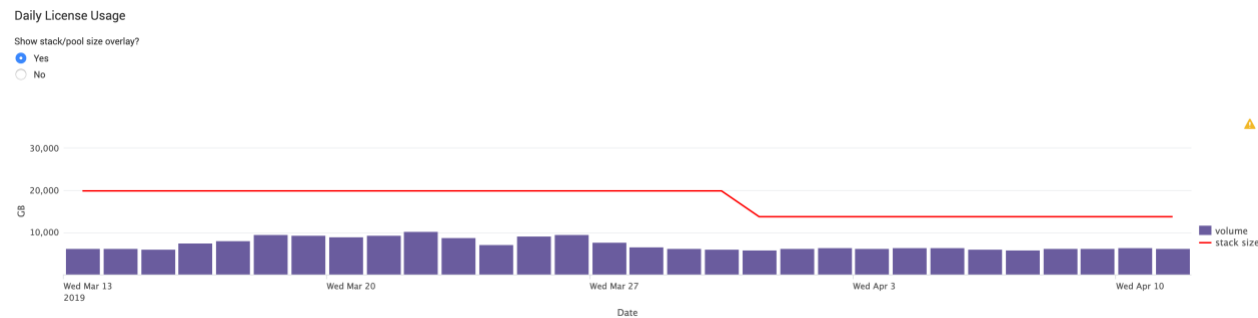 Daily License Usage
Show stack/pool size overlay?
Yes
No
30,000
20,000
10,000
GB
volume
stack size
Wed Mar 13
2019
Wed Mar 20
Wed Mar 27
Wed Apr 3
Wed Apr 10
Date